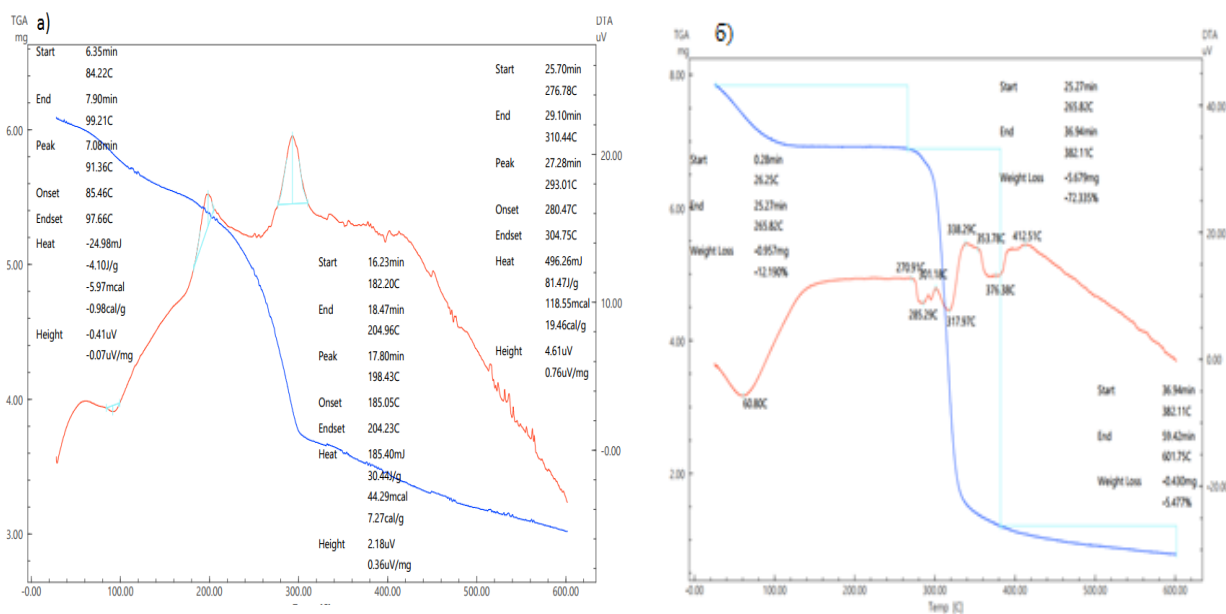 TGA
mg
а)
DTA
uV
Start 6.35min
84.22C
End 7.90min
99.21C
Peak 7.08min
91.36C
Onset 85.46C
Endset 97.66C
Heat -24.98mJ
-4.10J/g
-5.97mcal
-0.98cal/g
Height -0.41uV
-0.07uV/mg
Start 25.70min
276.78C
End 29.10min
310.44C
Peak 27.28min
293.01C
Onset 280.47C
Endset 304.75C
Heat 496.26mJ
81.47J/g
118.55mcal
19.46cal/g
Height 4.61uV
0.76uV/mg
Start 16.23min
182.20C
End 18.47min
204.96C
Peak 17.80min
198.43C
Onset 185.05C
Endset 204.23C
Heat 185.40mJ
30.44J/g
44.29mcal
7.27cal/g
Height 2.18uV
0.36uV/mg
6.00
5.00
4.00
3.00
20.00
10.00
-0.00
-0.00 100.00 200.00 300.00 400.00 500.00 600.00
TGA
mg
б)
DTA
uV
8.00
6.00
4.00
2.00
40.00
20.00
0.00
-20.00
Start 25.27min
265.82C
End 36.94min
382.11C
Weight Loss -5.679mg
-72.335%
Start 0.28min
26.25C
End 25.27min
265.82C
Weight Loss -0.957mg
-12.190%
338.29C
353.78C
412.51C
270.91C
301.18C
376.38C
285.29C
317.97C
60.80C
Start 36.94min
382.11C
End 59.42min
601.75C
Weight Loss -0.430mg
-5.477%
-0.00 100.00 200.00 300.00 400.00 500.00 600.00
Temp [C]